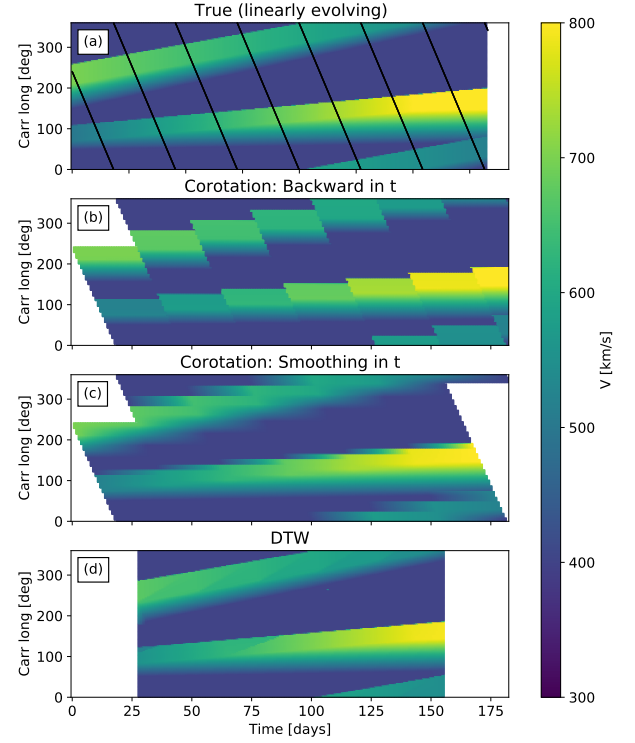 True (linearly evolving)
(a)
300
200
100
0
Carr long [deg]
Corotation: Backward in t
(b)
300
200
100
0
Carr long [deg]
Corotation: Smoothing in t
(c)
300
200
100
0
Carr long [deg]
DTW
(d)
300
200
100
0
Carr long [deg]
0 25 50 75 100 125 150 175
Time [days]
800
700
600
500
400
300
V [km/s]